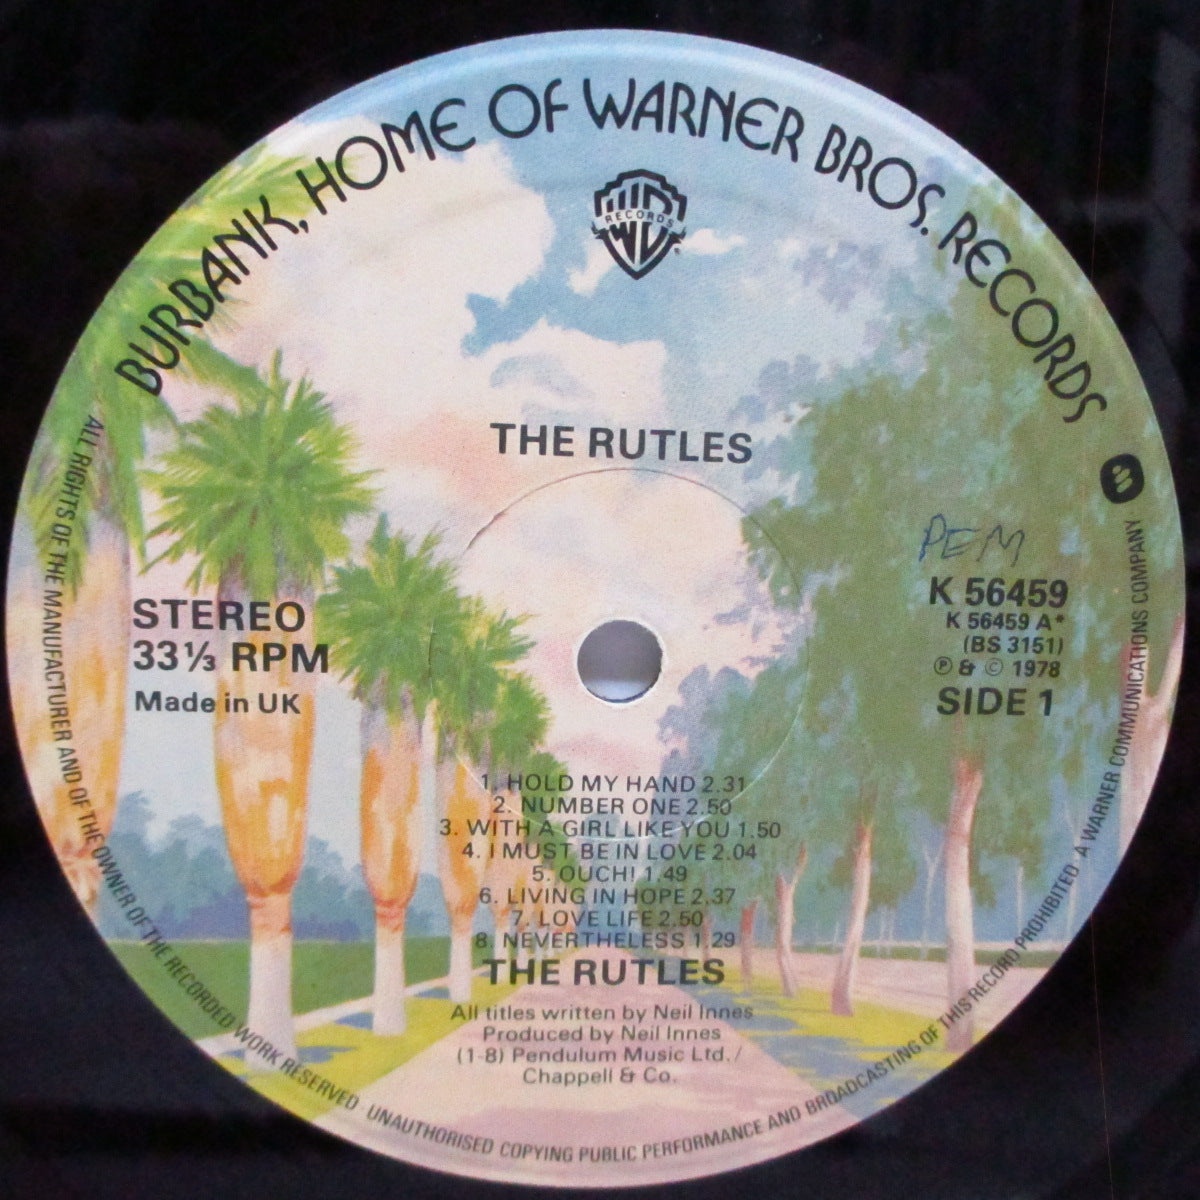 BURBANK, HOME OF WARNER BROS. RECORDS
RECORDS
THE RUTLES
PEM
STEREO
33⅓ RPM
Made in UK
K 56459
K 56459 A*
(BS 3151)
℗ & © 1978
SIDE 1
1. HOLD MY HAND 2.31
2. NUMBER ONE 2.50
3. WITH A GIRL LIKE YOU 1.50
4. I MUST BE IN LOVE 2.04
5. OUCH! 1.49
6. LIVING IN HOPE 2.37
7. LOVE LIFE 2.50
8. NEVERTHELESS 1.29
THE RUTLES
All titles written by Neil Innes
Produced by Neil Innes
(1-8) Pendulum Music Ltd. /
Chappell & Co.
ALL RIGHTS OF THE MANUFACTURER AND OF THE OWNER OF THE RECORDED WORK RESERVED · UNAUTHORISED COPYING PUBLIC PERFORMANCE AND BROADCASTING OF THIS RECORD PROHIBITED · A WARNER COMMUNICATIONS COMPANY